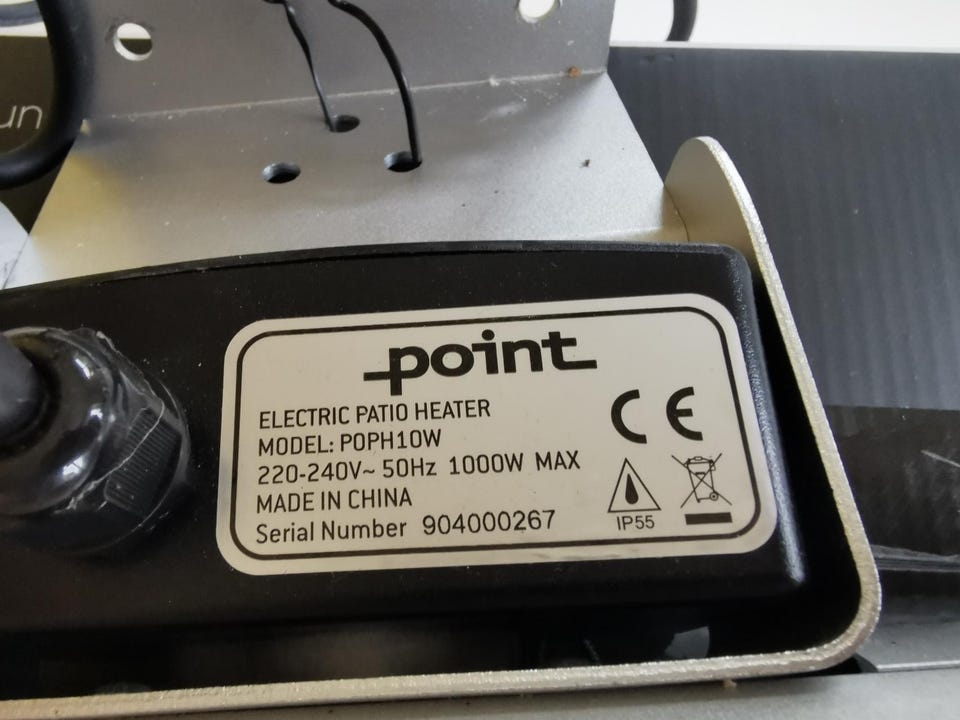 un
point
ELECTRIC PATIO HEATER
MODEL: POPH10W
220-240V~ 50Hz 1000W MAX
MADE IN CHINA
Serial Number 904000267
CE
IP55